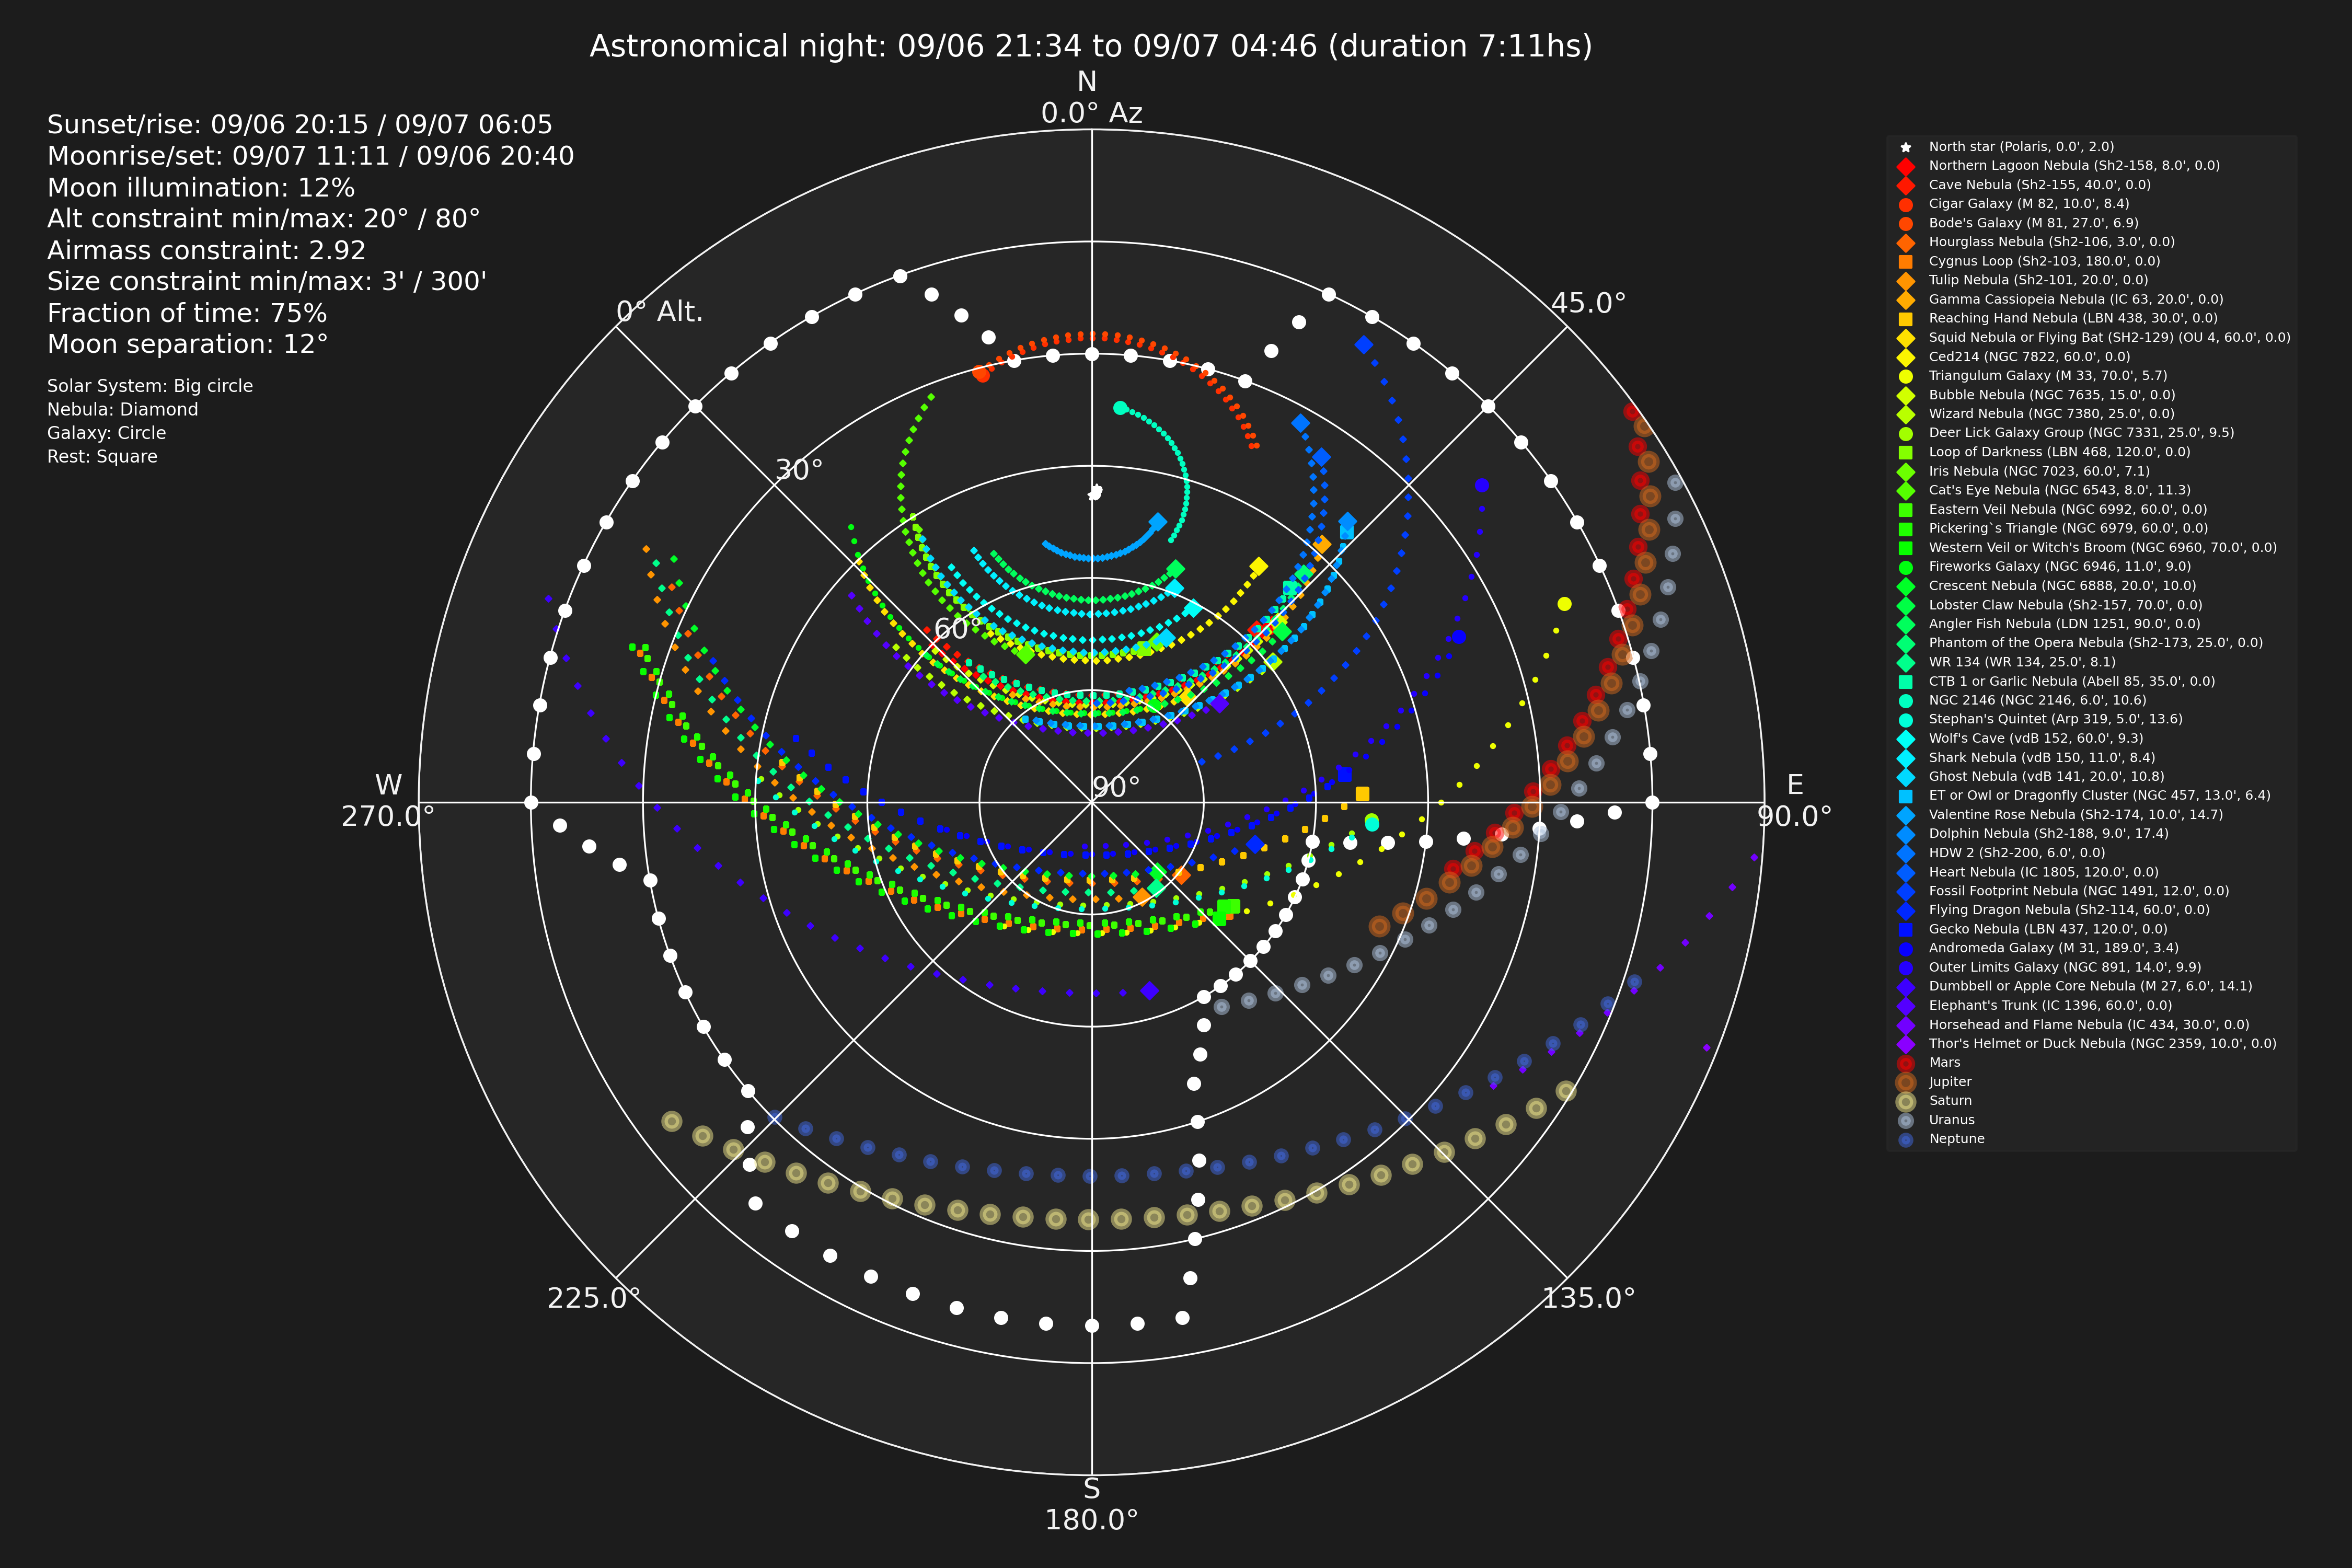 Astronomical night: 09/06 21:34 to 09/07 04:46 (duration 7:11hs)
N
0.0° Az
Sunset/rise: 09/06 20:15 / 09/07 06:05
Moonrise/set: 09/07 11:11 / 09/06 20:40
Moon illumination: 12%
Alt constraint min/max: 20° / 80°
Airmass constraint: 2.92
Size constraint min/max: 3' / 300'
Fraction of time: 75%
Moon separation: 12°
Solar System: Big circle
Nebula: Diamond
Galaxy: Circle
Rest: Square
0° Alt.
45.0°
30°
60°
90°
W
270.0°
E
90.0°
225.0°
135.0°
S
180.0°
North star (Polaris, 0.0', 2.0)
Northern Lagoon Nebula (Sh2-158, 8.0', 0.0)
Cave Nebula (Sh2-155, 40.0', 0.0)
Cigar Galaxy (M 82, 10.0', 8.4)
Bode's Galaxy (M 81, 27.0', 6.9)
Hourglass Nebula (Sh2-106, 3.0', 0.0)
Cygnus Loop (Sh2-103, 180.0', 0.0)
Tulip Nebula (Sh2-101, 20.0', 0.0)
Gamma Cassiopeia Nebula (IC 63, 20.0', 0.0)
Reaching Hand Nebula (LBN 438, 30.0', 0.0)
Squid Nebula or Flying Bat (SH2-129) (OU 4, 60.0', 0.0)
Ced214 (NGC 7822, 60.0', 0.0)
Triangulum Galaxy (M 33, 70.0', 5.7)
Bubble Nebula (NGC 7635, 15.0', 0.0)
Wizard Nebula (NGC 7380, 25.0', 0.0)
Deer Lick Galaxy Group (NGC 7331, 25.0', 9.5)
Loop of Darkness (LBN 468, 120.0', 0.0)
Iris Nebula (NGC 7023, 60.0', 7.1)
Cat's Eye Nebula (NGC 6543, 8.0', 11.3)
Eastern Veil Nebula (NGC 6992, 60.0', 0.0)
Pickering`s Triangle (NGC 6979, 60.0', 0.0)
Western Veil or Witch's Broom (NGC 6960, 70.0', 0.0)
Fireworks Galaxy (NGC 6946, 11.0', 9.0)
Crescent Nebula (NGC 6888, 20.0', 10.0)
Lobster Claw Nebula (Sh2-157, 70.0', 0.0)
Angler Fish Nebula (LDN 1251, 90.0', 0.0)
Phantom of the Opera Nebula (Sh2-173, 25.0', 0.0)
WR 134 (WR 134, 25.0', 8.1)
CTB 1 or Garlic Nebula (Abell 85, 35.0', 0.0)
NGC 2146 (NGC 2146, 6.0', 10.6)
Stephan's Quintet (Arp 319, 5.0', 13.6)
Wolf's Cave (vdB 152, 60.0', 9.3)
Shark Nebula (vdB 150, 11.0', 8.4)
Ghost Nebula (vdB 141, 20.0', 10.8)
ET or Owl or Dragonfly Cluster (NGC 457, 13.0', 6.4)
Valentine Rose Nebula (Sh2-174, 10.0', 14.7)
Dolphin Nebula (Sh2-188, 9.0', 17.4)
HDW 2 (Sh2-200, 6.0', 0.0)
Heart Nebula (IC 1805, 120.0', 0.0)
Fossil Footprint Nebula (NGC 1491, 12.0', 0.0)
Flying Dragon Nebula (Sh2-114, 60.0', 0.0)
Gecko Nebula (LBN 437, 120.0', 0.0)
Andromeda Galaxy (M 31, 189.0', 3.4)
Outer Limits Galaxy (NGC 891, 14.0', 9.9)
Dumbbell or Apple Core Nebula (M 27, 6.0', 14.1)
Elephant's Trunk (IC 1396, 60.0', 0.0)
Horsehead and Flame Nebula (IC 434, 30.0', 0.0)
Thor's Helmet or Duck Nebula (NGC 2359, 10.0', 0.0)
Mars
Jupiter
Saturn
Uranus
Neptune